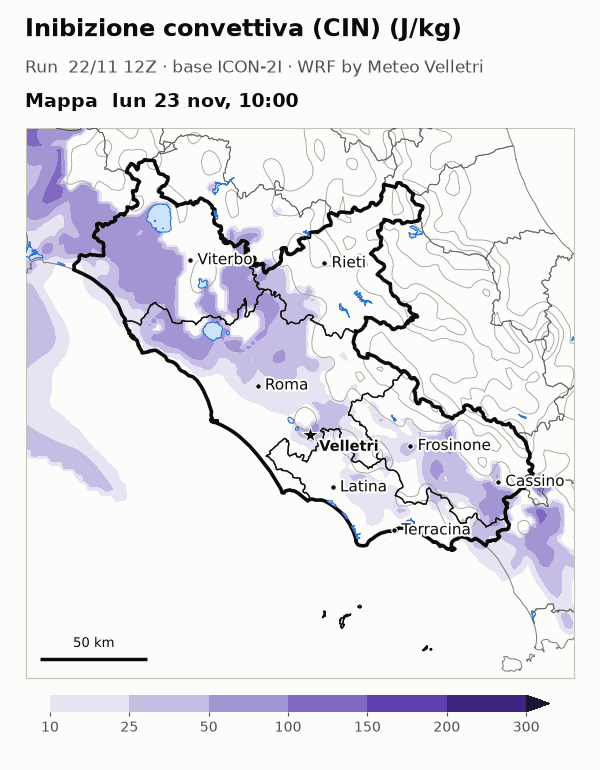 Inibizione convettiva (CIN) (J/kg)
Run  22/11 12Z · base ICON-2I · WRF by Meteo Velletri
Mappa  lun 23 nov, 10:00
Viterbo
Rieti
Roma
Velletri
Frosinone
Cassino
Latina
Terracina
50 km
10 25 50 100 150 200 300